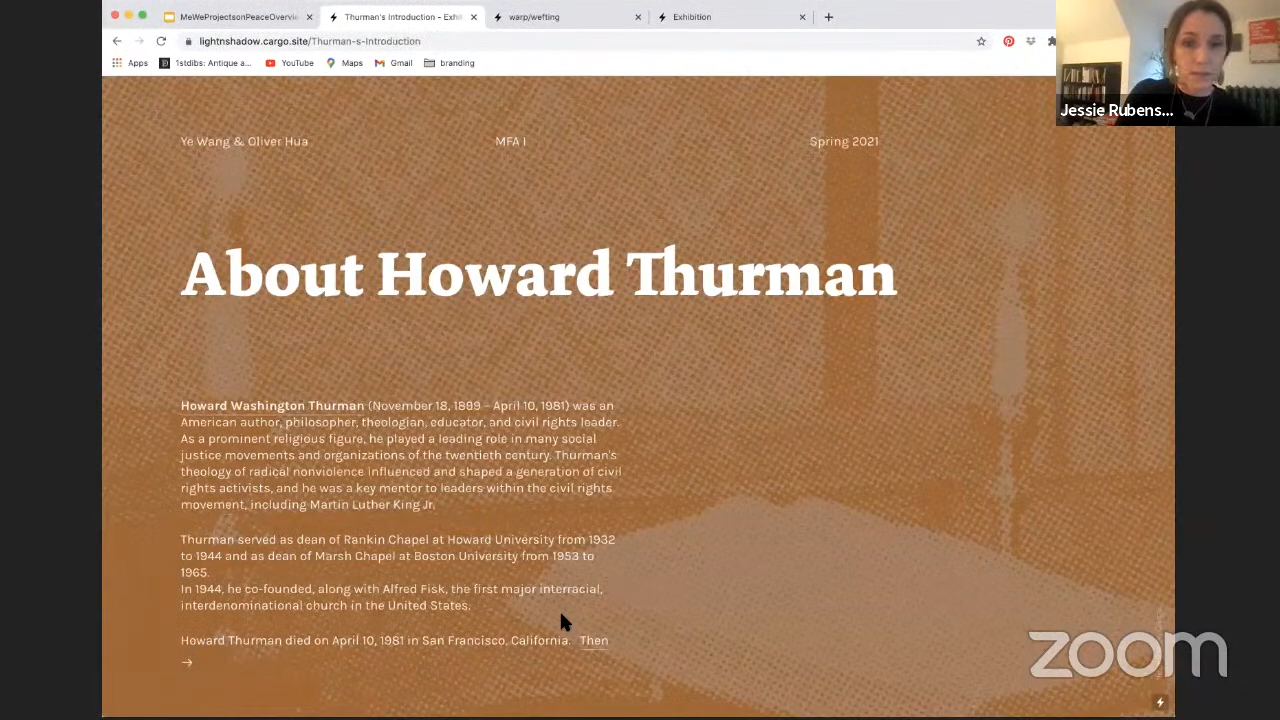 MeWeProjectsonPeaceOvervi
Thurman's Introduction - Exhi
warp/wefting
Exhibition
lightnshadow.cargo.site/Thurman-s-Introduction
Apps
1stdibs: Antique a...
YouTube
Maps
Gmail
branding
Jessie Rubens...
Ye Wang & Oliver Hua
MFA I
Spring 2021
About Howard Thurman
Howard Washington Thurman (November 18, 1899 – April 10, 1981) was an
American author, philosopher, theologian, educator, and civil rights leader.
As a prominent religious figure, he played a leading role in many social
justice movements and organizations of the twentieth century. Thurman's
theology of radical nonviolence influenced and shaped a generation of civil
rights activists, and he was a key mentor to leaders within the civil rights
movement, including Martin Luther King Jr.
Thurman served as dean of Rankin Chapel at Howard University from 1932
to 1944 and as dean of Marsh Chapel at Boston University from 1953 to
1965.
In 1944, he co-founded, along with Alfred Fisk, the first major interracial,
interdenominational church in the United States.
Howard Thurman died on April 10, 1981 in San Francisco, California. Then
→
zoom